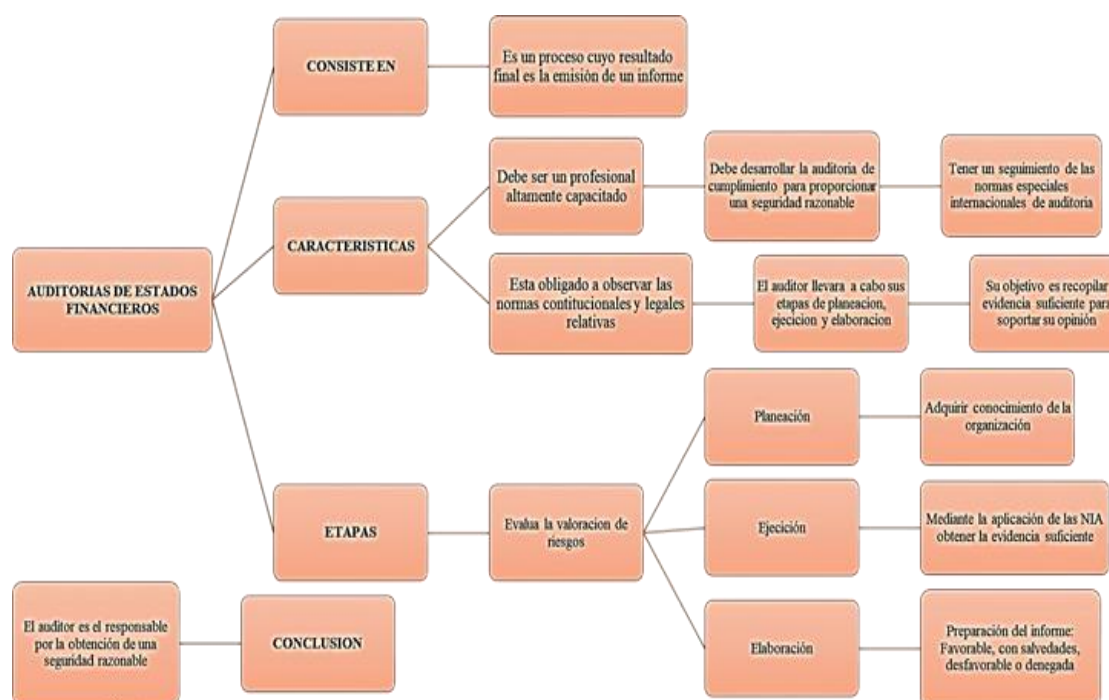 CONSISTE EN
Es un proceso cuyo resultado
final es la emisión de un informe
Debe ser un profesional
altamente capacitado
Debe desarrollar la auditoria de
cumplimiento para proporcionar
una seguridad razonable
Tener un seguimiento de las
normas especiales
internacionales de auditoria
CARACTERISTICAS
AUDITORIAS DE ESTADOS
FINANCIEROS
Esta obligado a observar las
normas contitucionales y legales
relativas
El auditor llevara a cabo sus
etapas de planeacion,
ejecicion y elaboracion
Su objetivo es recopilar
evidencia suficiente para
soportar su opinión
Planeación
Adquirir conocimiento de la
organización
ETAPAS
Evalua la valoracion de
riesgos
Ejecición
Mediante la aplicación de las NIA
obtener la evidencia suficiente
El auditor es el responsable
por la obtención de una
seguridad razonable
CONCLUSION
Elaboración
Preparación del informe:
Favorable, con salvedades,
desfavorable o denegada